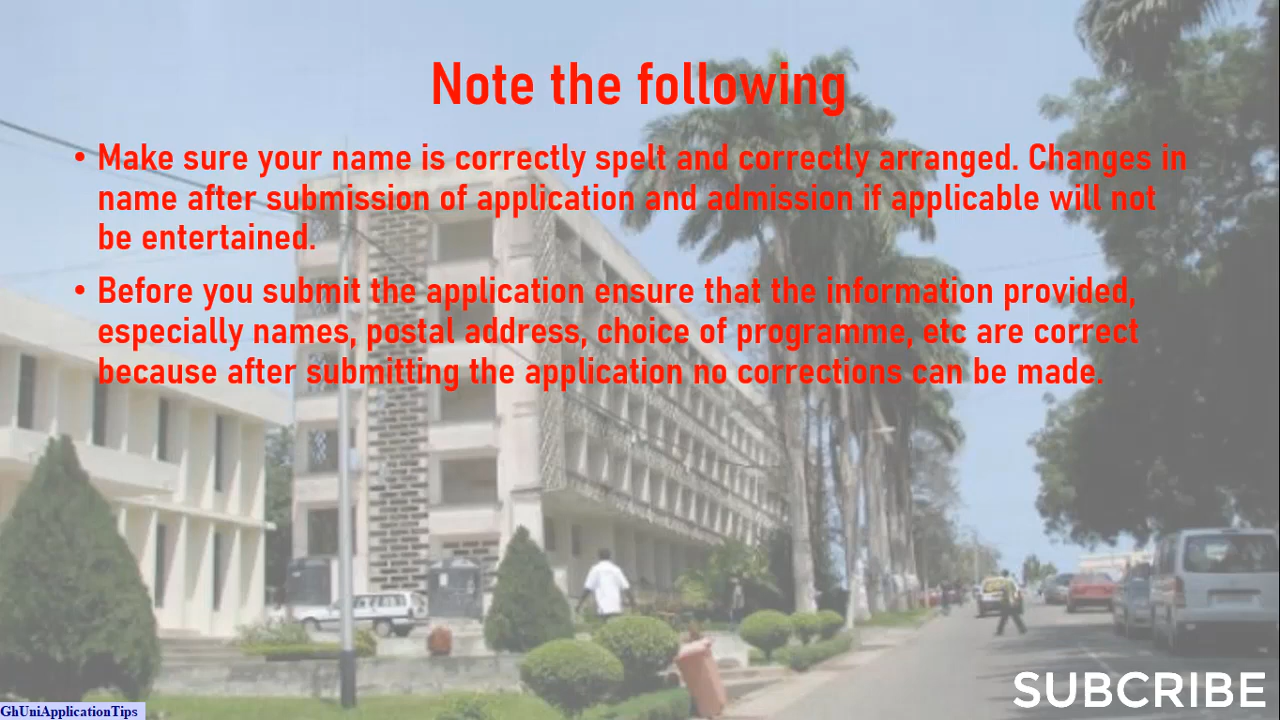 Note the following
• Make sure your name is correctly spelt and correctly arranged. Changes in
name after submission of application and admission if applicable will not
be entertained.
• Before you submit the application ensure that the information provided,
especially names, postal address, choice of programme, etc are correct
because after submitting the application no corrections can be made.
SUBCRIBE
GhUniApplicationTips